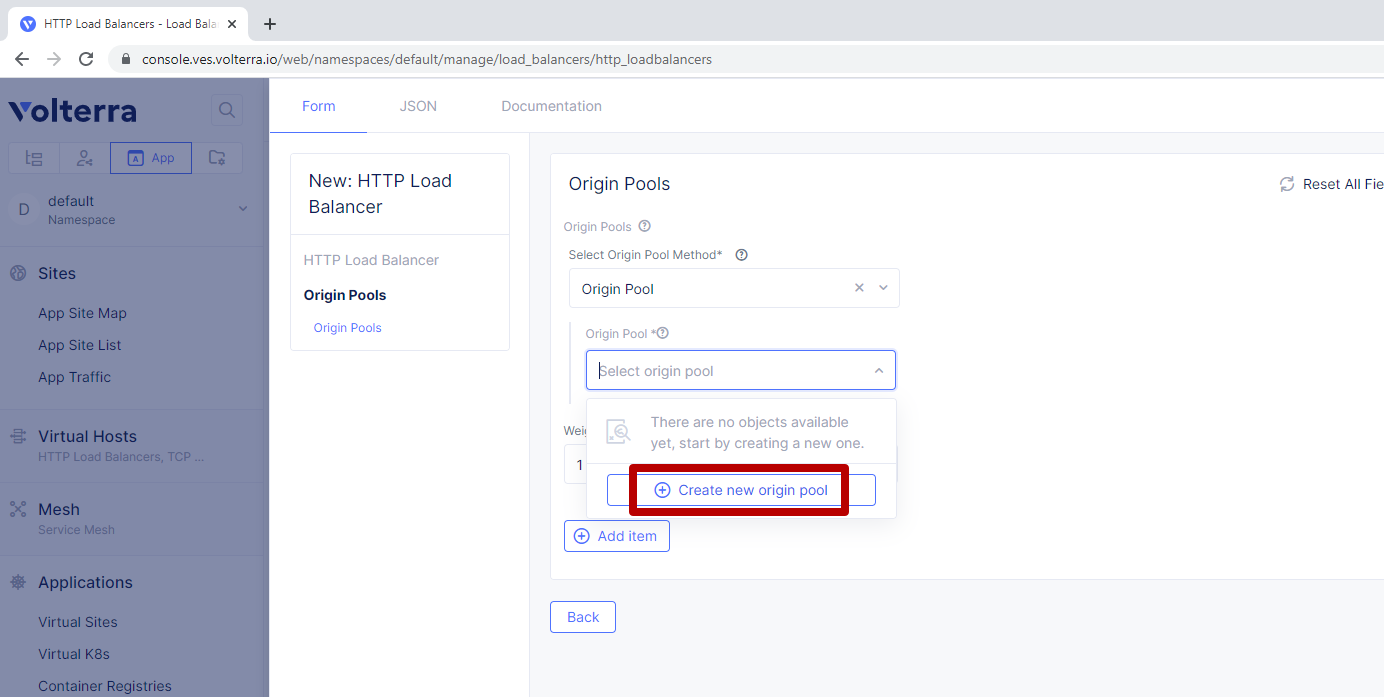 HTTP Load Balancers - Load Bala
console.ves.volterra.io/web/namespaces/default/manage/load_balancers/http_loadbalancers
Volterra
App
D
default
Namespace
Sites
App Site Map
App Site List
App Traffic
Virtual Hosts
HTTP Load Balancers, TCP ...
Mesh
Service Mesh
Applications
Virtual Sites
Virtual K8s
Container Registries
Form
JSON
Documentation
New: HTTP Load
Balancer
HTTP Load Balancer
Origin Pools
Origin Pools
Origin Pools
Reset All Fie
Origin Pools
Select Origin Pool Method*
Origin Pool
Origin Pool *
Select origin pool
There are no objects available
yet, start by creating a new one.
Weig
1
Create new origin pool
Add item
Back